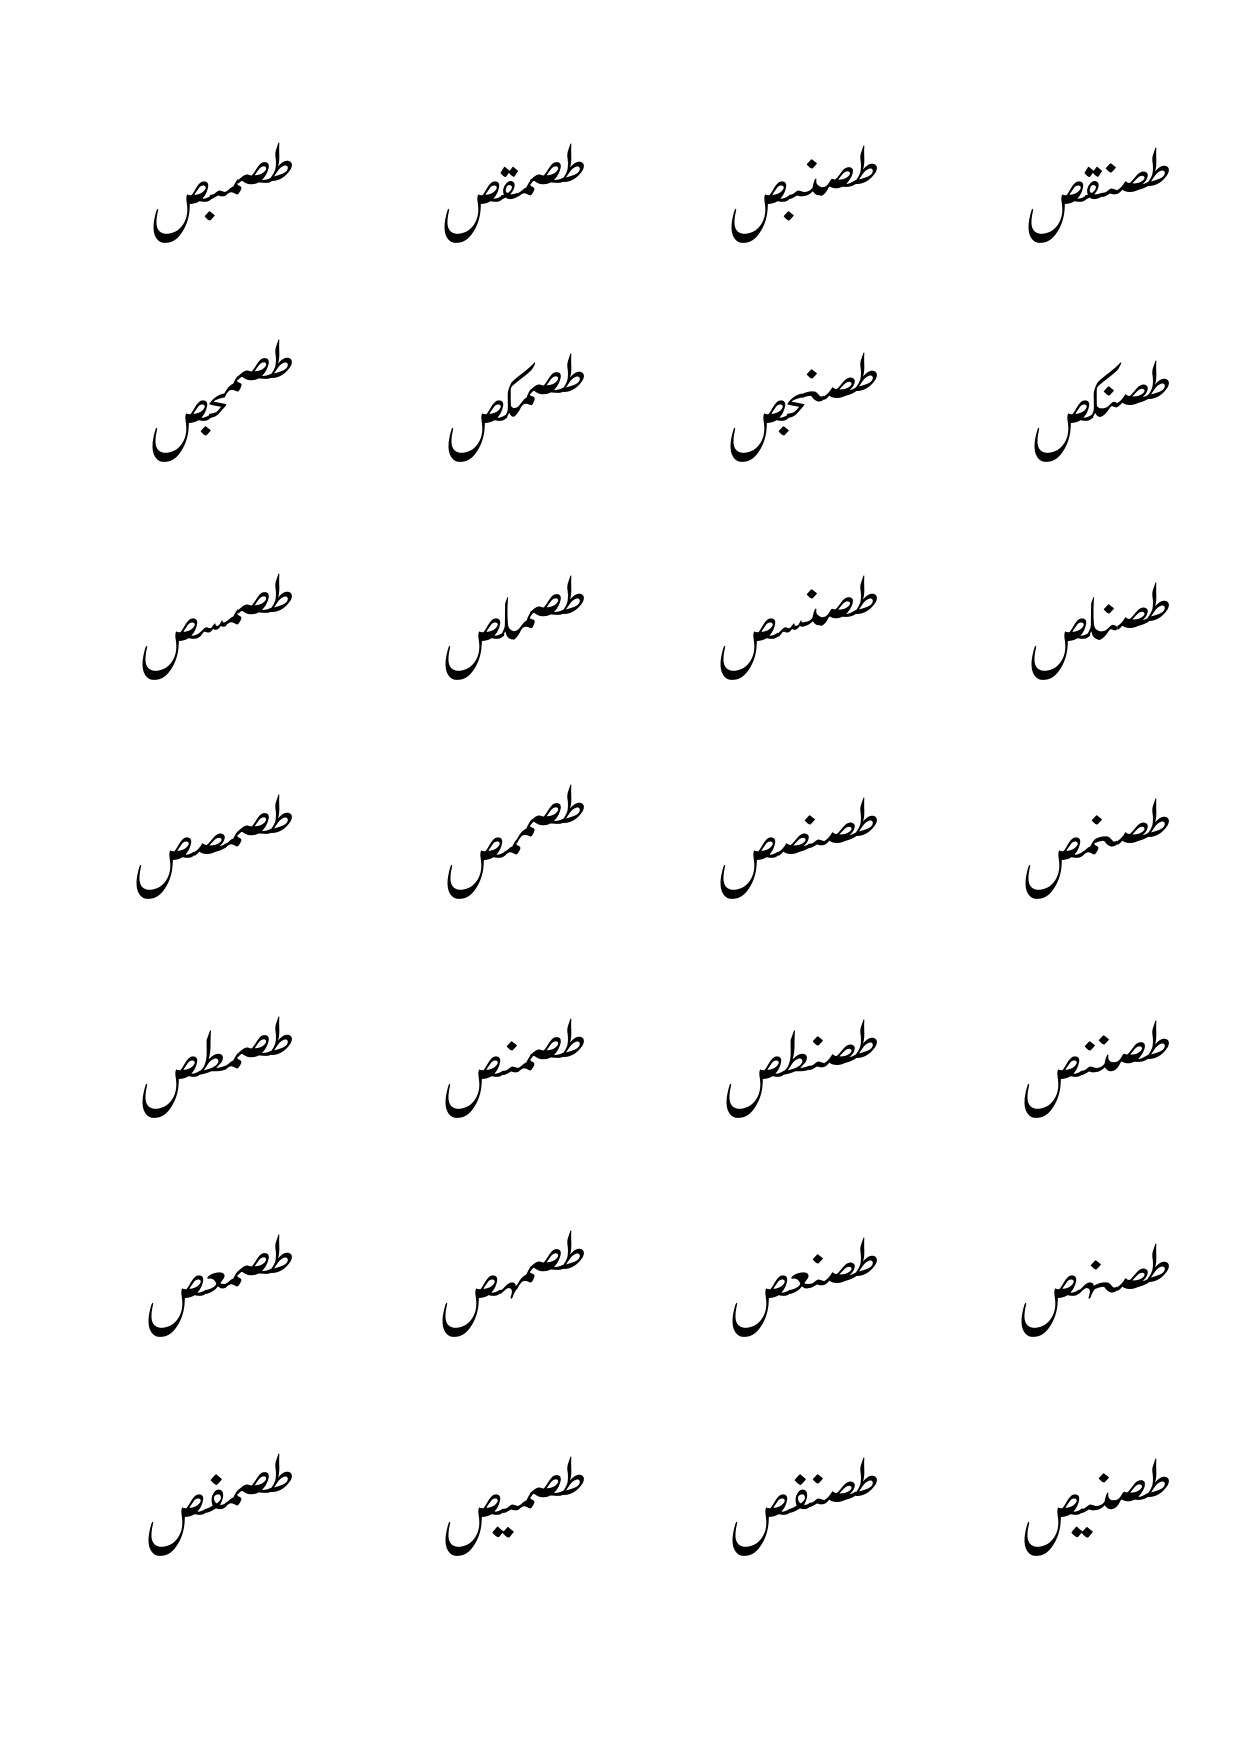 طصنقص طصنبص طصمقص طصمبص
طصنكص طصنجص طصمكص طصمجص
طصنلص طصنسص طصملص طصمسص
طصنمص طصنصص طصممص طصمصص
طصننص طصنطص طصمنص طصمطص
طصنهص طصنعص طصمهص طصمعص
طصنيص طصنفص طصميص طصمفص